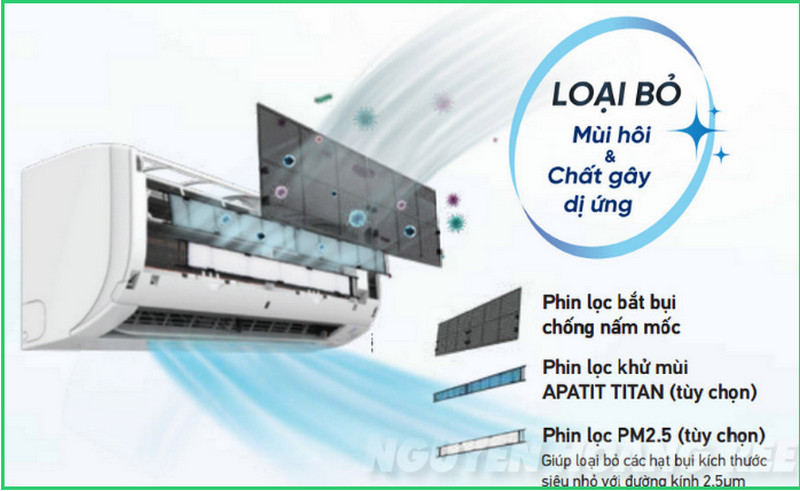 LOẠI BỎ
Mùi hôi
&
Chất gây
dị ứng
Phin lọc bắt bụi
chống nấm mốc
Phin lọc khử mùi
APATIT TITAN (tùy chọn)
Phin lọc PM2.5 (tùy chọn)
Giúp loại bỏ các hạt bụi kích thước
siêu nhỏ với đường kính 2.5µm